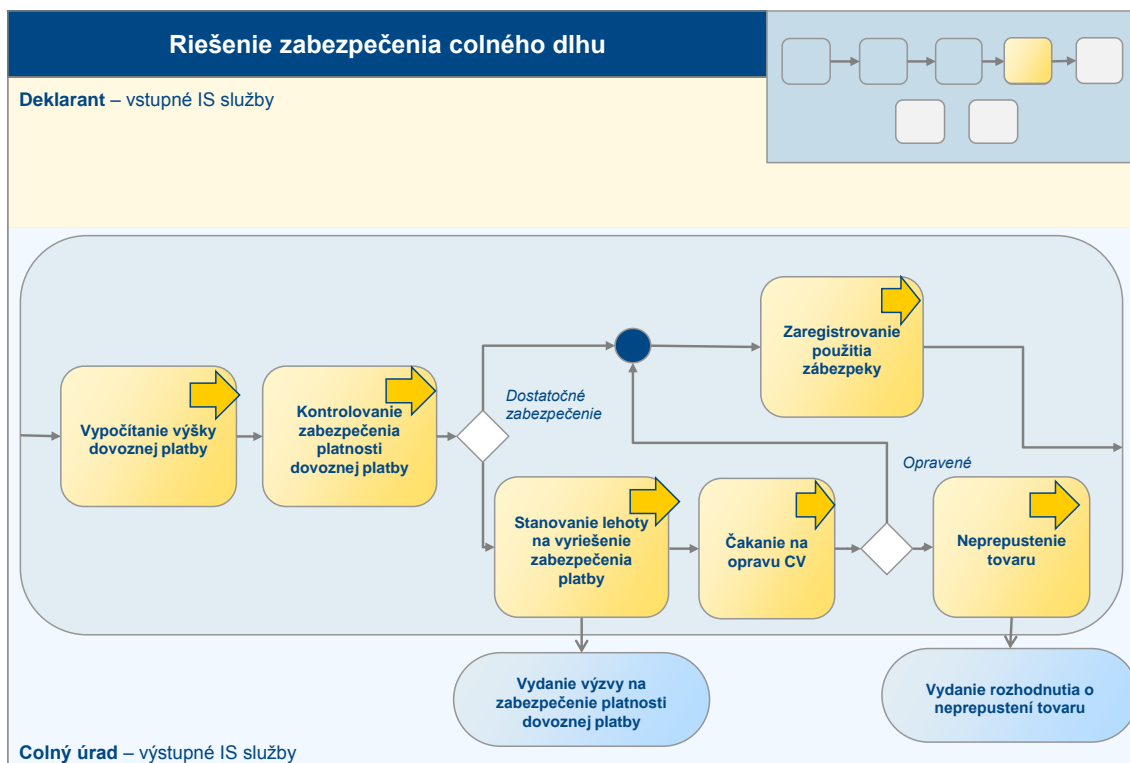 Riešenie zabezpečenia colného dlhu
Deklarant – vstupné IS služby
Zaregistrovanie
použitia
zábezpeky
Dostatočné
zabezpečenie
Vypočítanie výšky
dovoznej platby
Kontrolovanie
zabezpečenia
platnosti
dovoznej platby
Opravené
Stanovanie lehoty
na vyriešenie
zabezpečenia
platby
Čakanie na
opravu CV
Neprepustenie
tovaru
Vydanie výzvy na
zabezpečenie platnosti
dovoznej platby
Vydanie rozhodnutia o
neprepustení tovaru
Colný úrad – výstupné IS služby